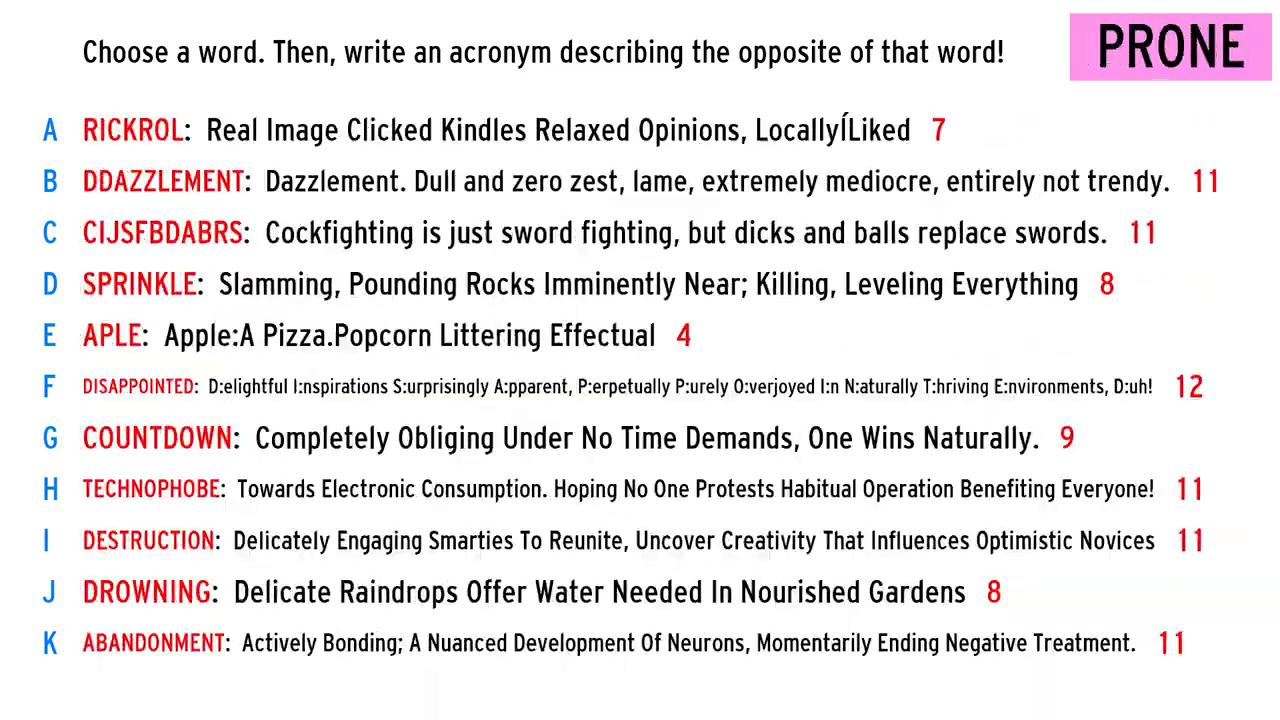 Choose a word. Then, write an acronym describing the opposite of that word!
PRONE
A RICKROL: Real Image Clicked Kindles Relaxed Opinions, LocallyÍLiked 7
B DDAZZLEMENT: Dazzlement. Dull and zero zest, lame, extremely mediocre, entirely not trendy. 11
C CIJSFBDABRS: Cockfighting is just sword fighting, but dicks and balls replace swords. 11
D SPRINKLE: Slamming, Pounding Rocks Imminently Near; Killing, Leveling Everything 8
E APLE: Apple:A Pizza.Popcorn Littering Effectual 4
F DISAPPOINTED: D:elightful I:nspirations S:urprisingly A:pparent, P:erpetually P:urely O:verjoyed I:n N:aturally T:hriving E:nvironments, D:uh! 12
G COUNTDOWN: Completely Obliging Under No Time Demands, One Wins Naturally. 9
H TECHNOPHOBE: Towards Electronic Consumption. Hoping No One Protests Habitual Operation Benefiting Everyone! 11
I DESTRUCTION: Delicately Engaging Smarties To Reunite, Uncover Creativity That Influences Optimistic Novices 11
J DROWNING: Delicate Raindrops Offer Water Needed In Nourished Gardens 8
K ABANDONMENT: Actively Bonding; A Nuanced Development Of Neurons, Momentarily Ending Negative Treatment. 11